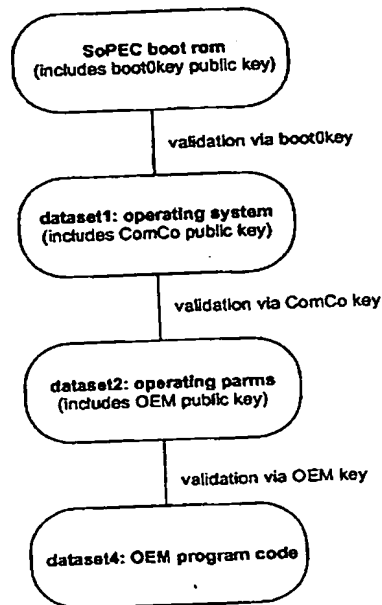 SoPEC boot rom
(includes boot0key public key)
validation via boot0key
dataset1: operating system
(includes ComCo public key)
validation via ComCo key
dataset2: operating parms
(includes OEM public key)
validation via OEM key
dataset4: OEM program code